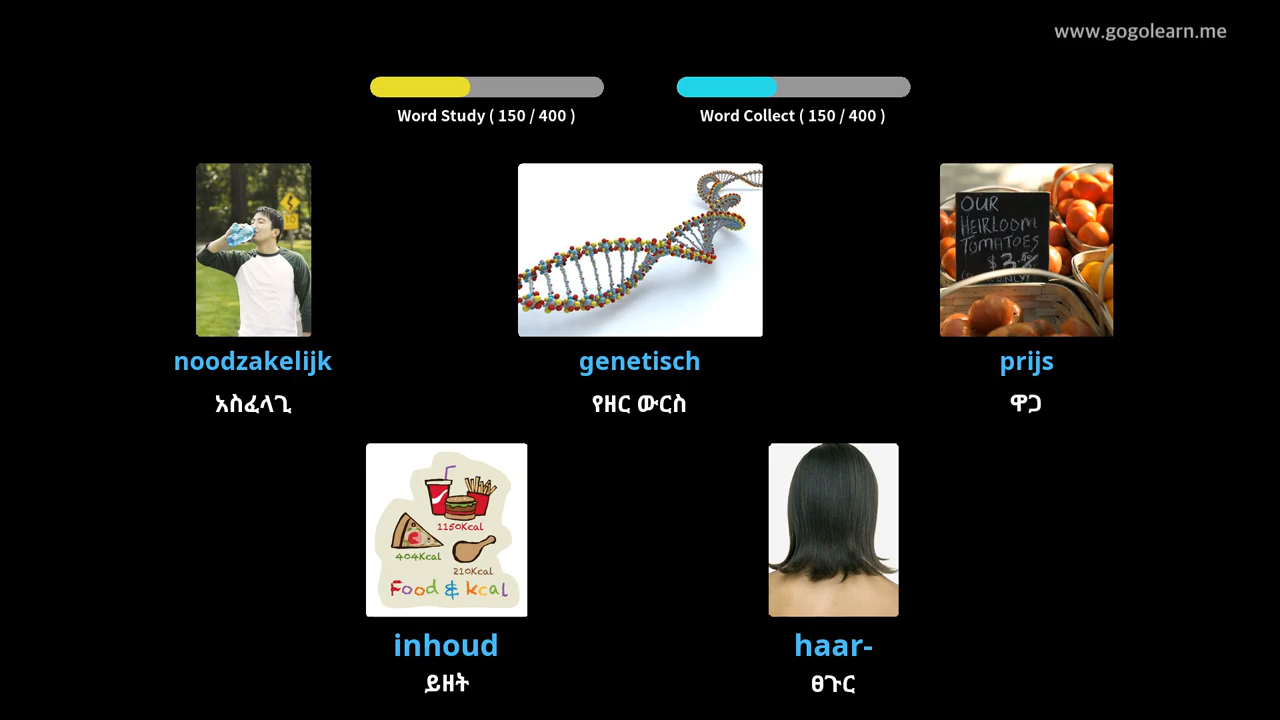 www.gogolearn.me
Word Study ( 150 / 400 )
Word Collect ( 150 / 400 )
OUR
HEIRLOOM
TOMATOES
noodzakelijk
genetisch
prijs
አስፈላጊ
የዘር ውርስ
ዋጋ
1150Kcal
404Kcal
210Kcal
Food & kcal
inhoud
haar-
ይዘት
ፀጉር